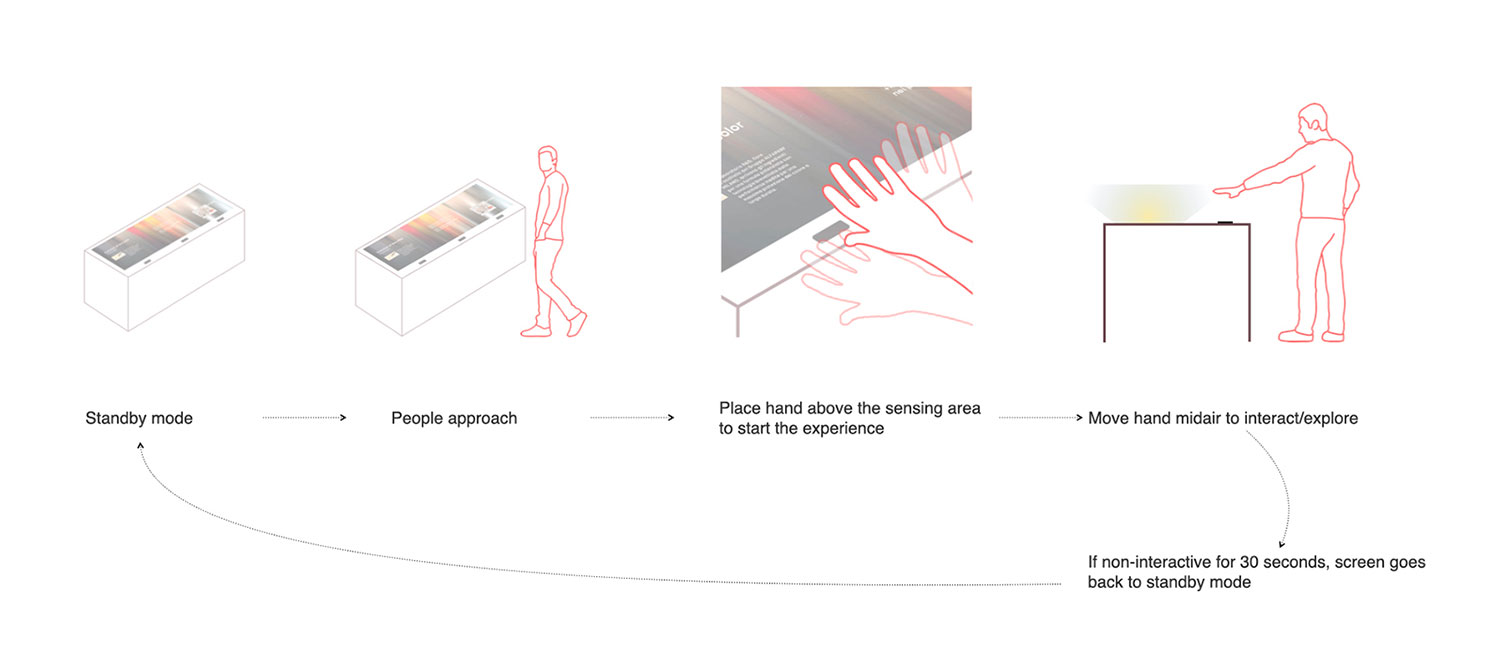 olor
Standby mode
People approach
Place hand above the sensing area
to start the experience
Move hand midair to interact/explore
If non-interactive for 30 seconds, screen goes
back to standby mode